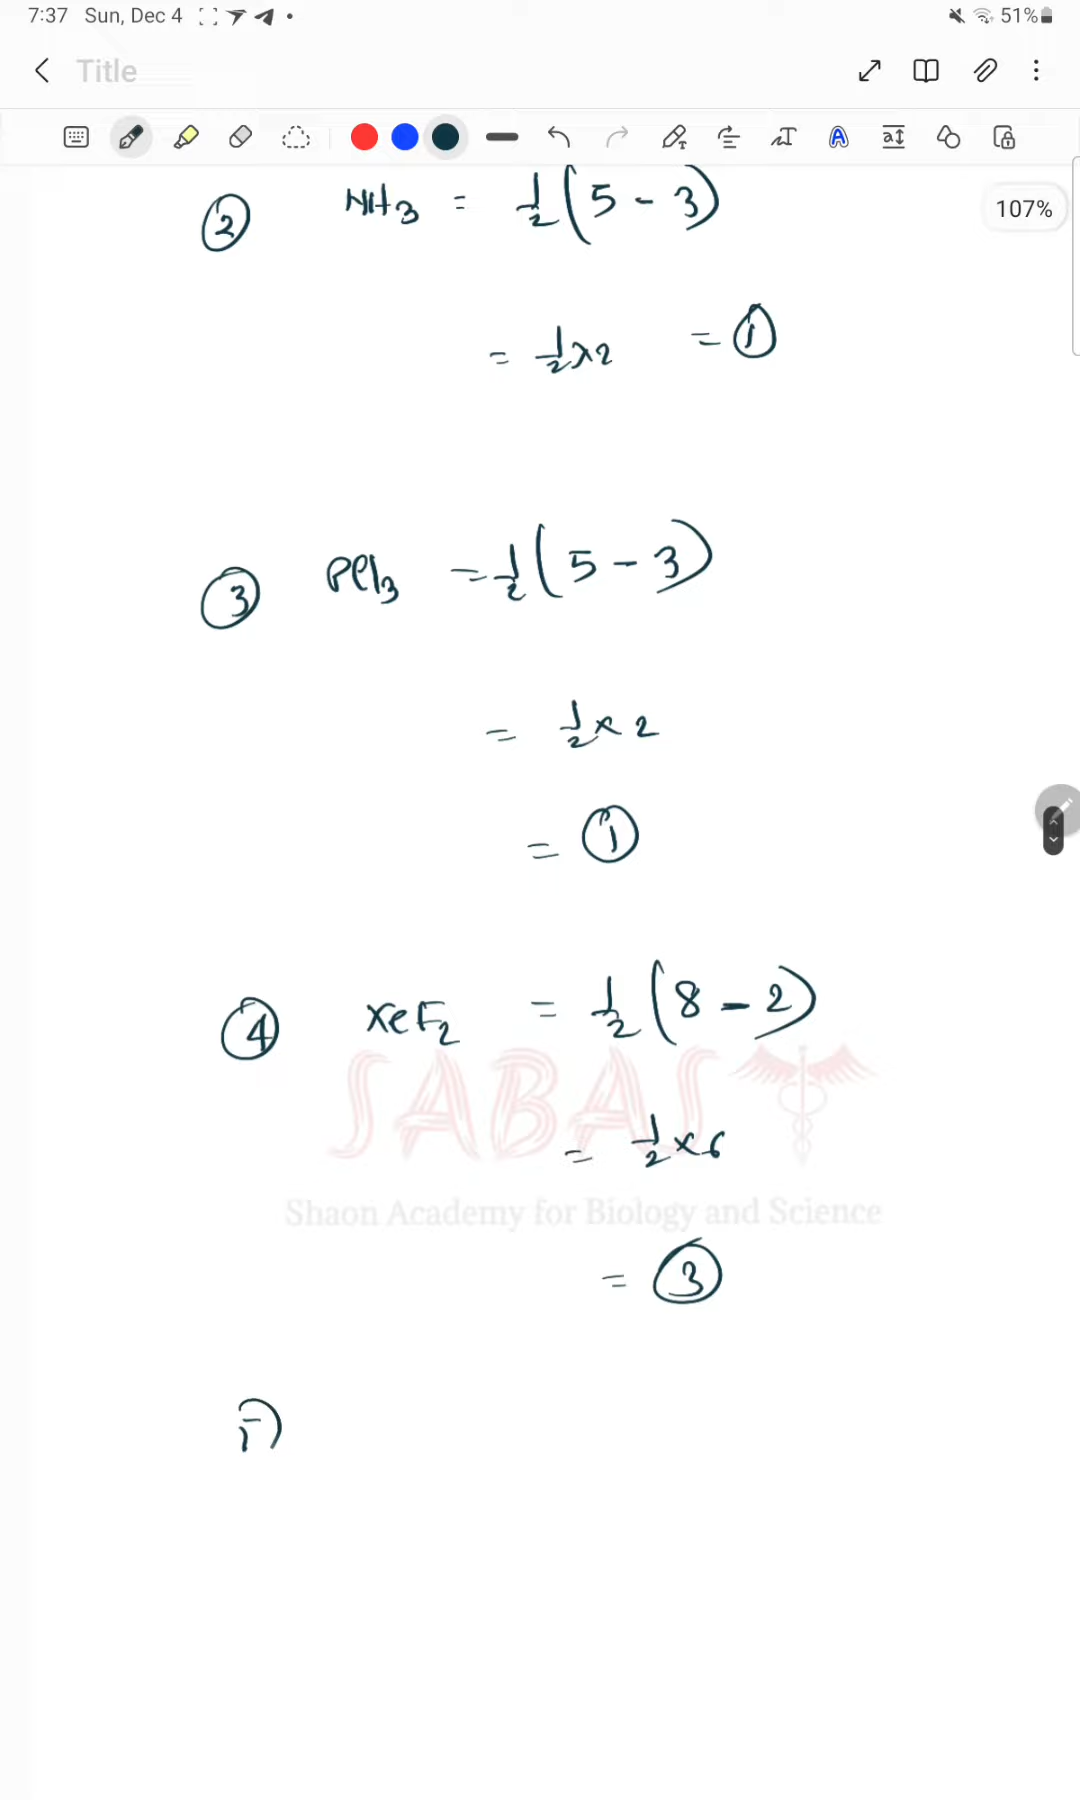 7:37 Sun, Dec 4
51%
Title
107%
② NH₃ = ½(5 - 3)
= ½×2 = ①
③ PCl₃ = ½(5 - 3)
= ½×2
= ①
④ XeF₂ = ½(8 - 2)
SABAS
= ½×6
Shaon Academy for Biology and Science
= ③